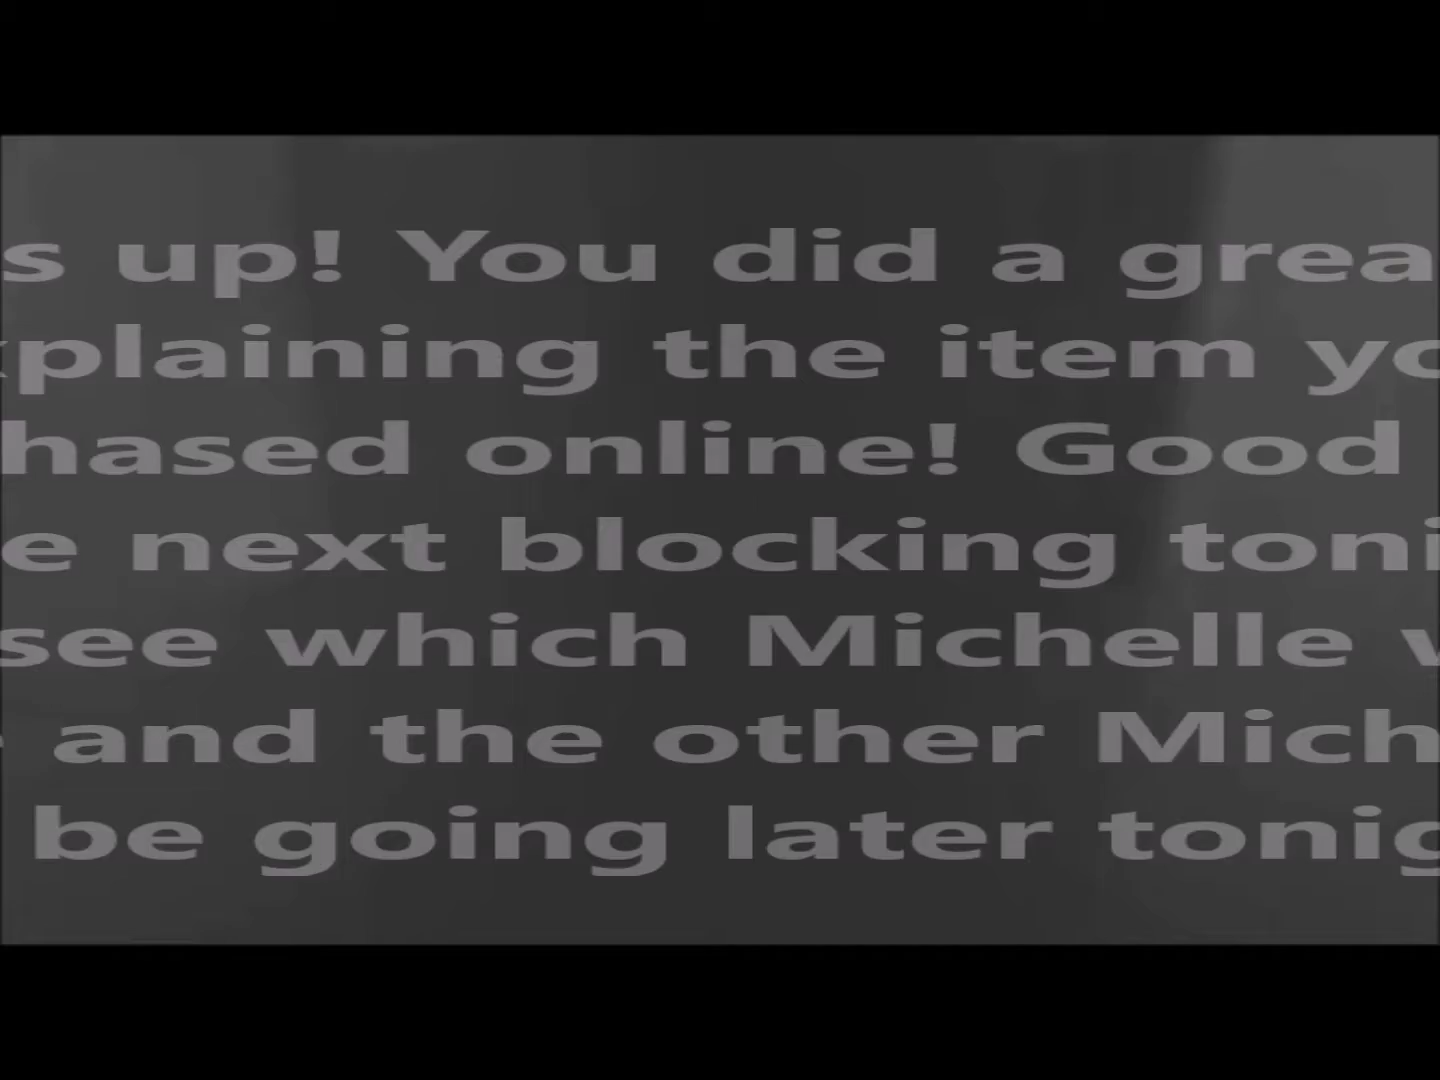 s up! You did a grea
xplaining the item yo
hased online! Good
e next blocking toni
see which Michelle w
and the other Mich
be going later tonig